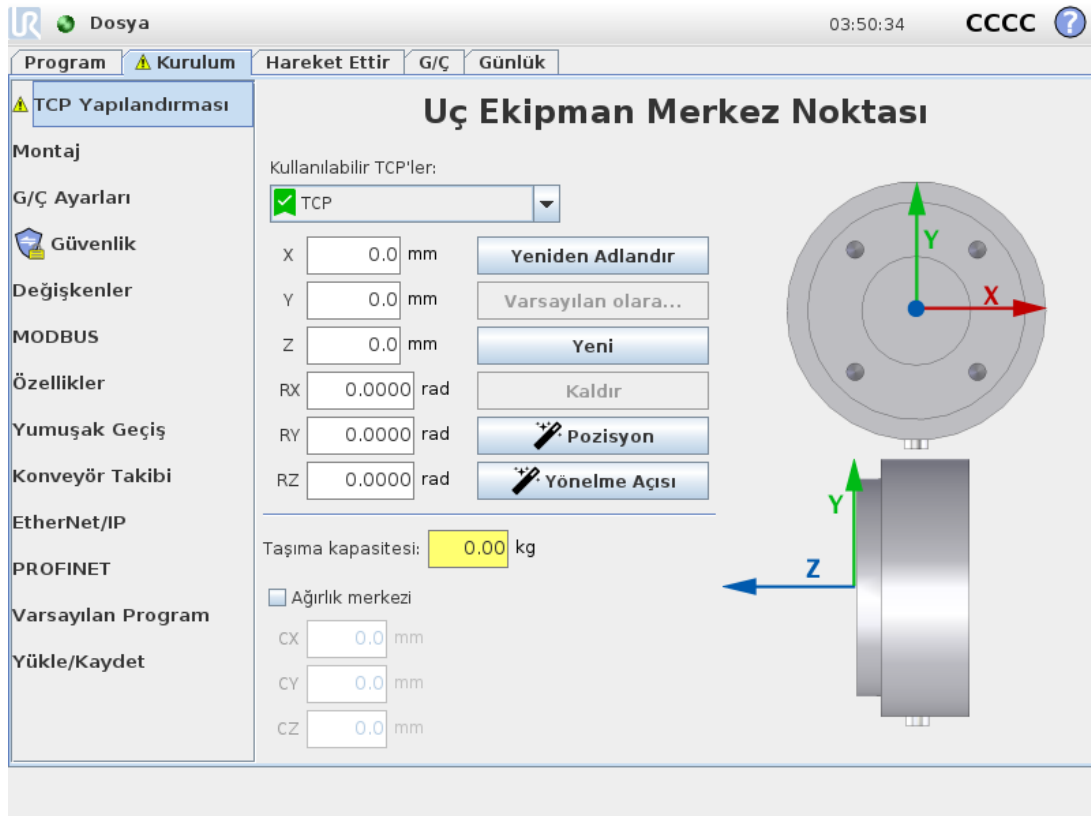 UR Dosya 03:50:34 CCCC ?
Program Kurulum Hareket Ettir G/Ç Günlük
TCP Yapılandırması
Montaj
G/Ç Ayarları
Güvenlik
Değişkenler
MODBUS
Özellikler
Yumuşak Geçiş
Konveyör Takibi
EtherNet/IP
PROFINET
Varsayılan Program
Yükle/Kaydet
Uç Ekipman Merkez Noktası
Kullanılabilir TCP'ler:
TCP
X 0.0 mm Yeniden Adlandır
Y 0.0 mm Varsayılan olara...
Z 0.0 mm Yeni
RX 0.0000 rad Kaldır
RY 0.0000 rad Pozisyon
RZ 0.0000 rad Yönelme Açısı
Taşıma kapasitesi: 0.00 kg
Ağırlık merkezi
CX 0.0 mm
CY 0.0 mm
CZ 0.0 mm
Y
X
Y
Z